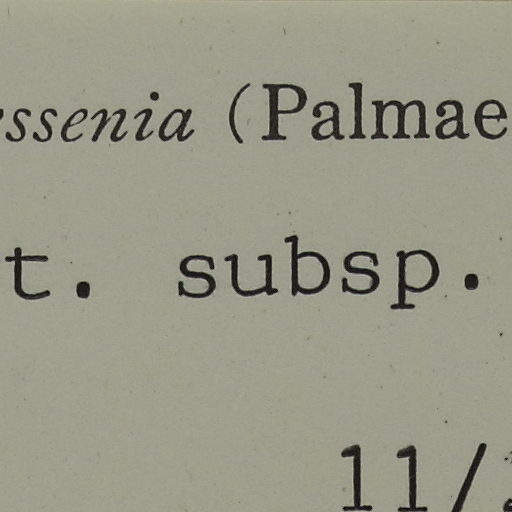 ssenia (Palmae
t. subsp.
11/